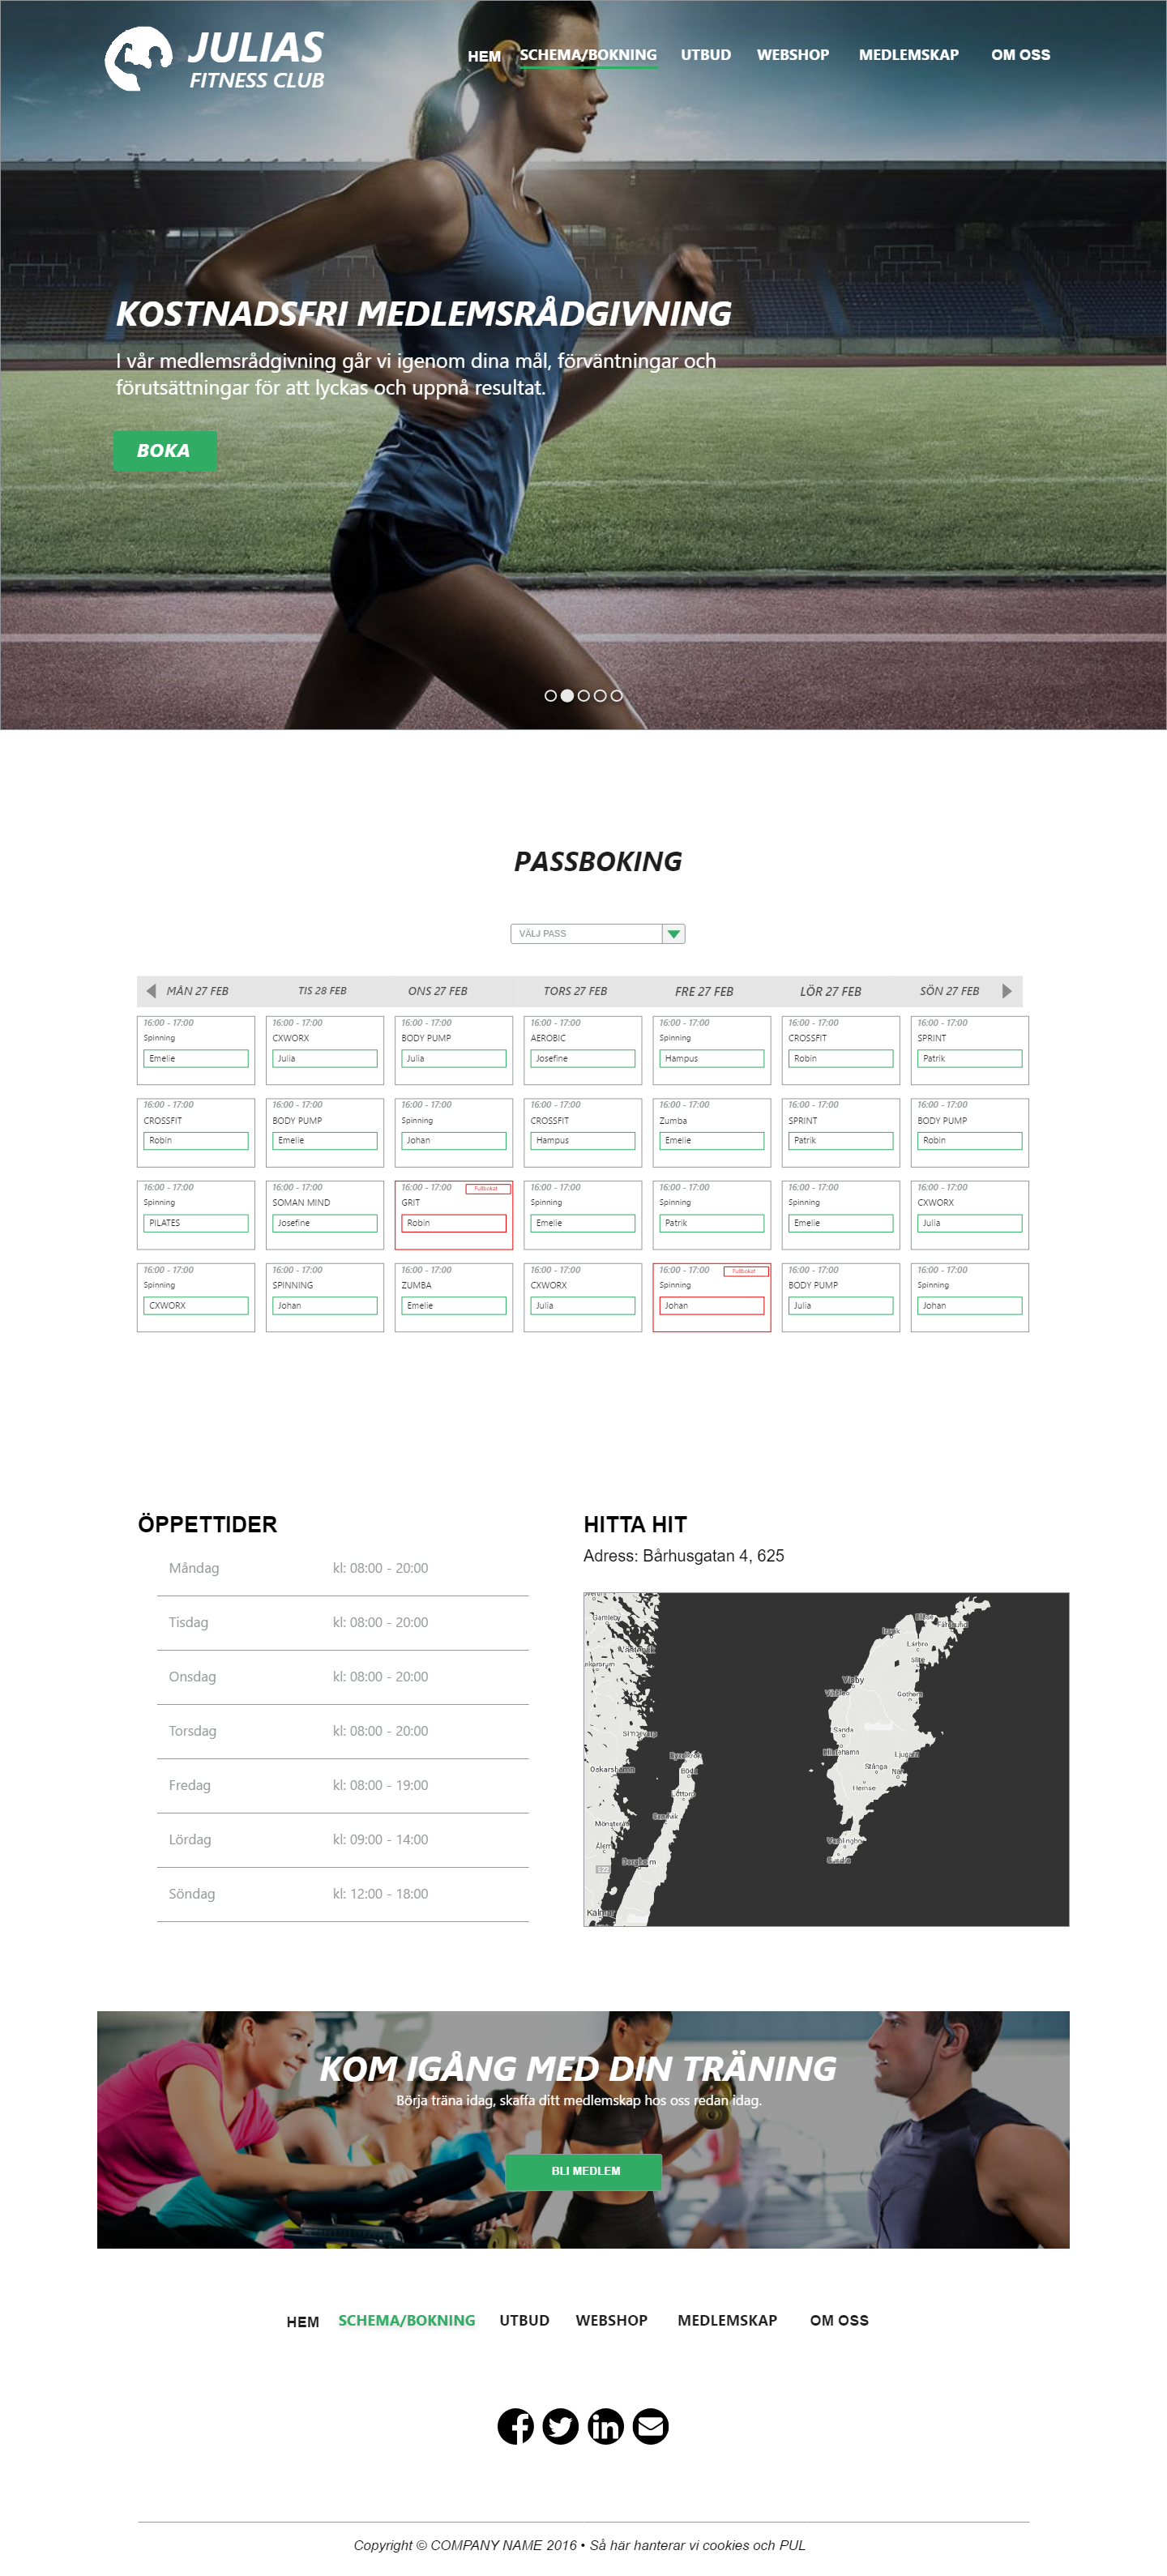 JULIAS
FITNESS CLUB
HEM SCHEMA/BOKNING UTBUD WEBSHOP MEDLEMSKAP OM OSS
KOSTNADSFRI MEDLEMSRÅDGIVNING
I vår medlemsrådgivning går vi igenom dina mål, förväntningar och
förutsättningar för att lyckas och uppnå resultat.
BOKA
PASSBOKING
VÄLJ PASS
MÅN 27 FEB TIS 28 FEB ONS 27 FEB TORS 27 FEB FRE 27 FEB LÖR 27 FEB SÖN 27 FEB
16:00 - 17:00 16:00 - 17:00 16:00 - 17:00 16:00 - 17:00 16:00 - 17:00 16:00 - 17:00 16:00 - 17:00
Spinning CXWORX BODY PUMP AEROBIC Spinning CROSSFIT SPRINT
Emelie Julia Julia Josefine Hampus Robin Patrik
16:00 - 17:00 16:00 - 17:00 16:00 - 17:00 16:00 - 17:00 16:00 - 17:00 16:00 - 17:00 16:00 - 17:00
CROSSFIT BODY PUMP Spinning CROSSFIT Zumba SPRINT BODY PUMP
Robin Emelie Johan Hampus Emelie Patrik Robin
16:00 - 17:00 16:00 - 17:00 16:00 - 17:00 Fullbokat 16:00 - 17:00 16:00 - 17:00 16:00 - 17:00 16:00 - 17:00
Spinning SOMAN MIND GRIT Spinning Spinning Spinning CXWORX
PILATES Josefine Robin Emelie Patrik Emelie Julia
16:00 - 17:00 16:00 - 17:00 16:00 - 17:00 16:00 - 17:00 16:00 - 17:00 Fullbokat 16:00 - 17:00 16:00 - 17:00
Spinning SPINNING ZUMBA CXWORX Spinning BODY PUMP Spinning
CXWORX Johan Emelie Julia Johan Julia Johan
ÖPPETTIDER
Måndag kl: 08:00 - 20:00
Tisdag kl: 08:00 - 20:00
Onsdag kl: 08:00 - 20:00
Torsdag kl: 08:00 - 20:00
Fredag kl: 08:00 - 19:00
Lördag kl: 09:00 - 14:00
Söndag kl: 12:00 - 18:00
HITTA HIT
Adress: Bårhusgatan 4, 625
Gamleby
Lärbro
Slite
Visby
Gothem
Sanda
Klintehamn
Ljugarn
Stånga
Hemse
Oskarshamn
Böda
Löttorp
Mönsterås
Ålem
Borgholm
Kalmar
KOM IGÅNG MED DIN TRÄNING
Börja träna idag, skaffa ditt medlemskap hos oss redan idag.
BLI MEDLEM
HEM SCHEMA/BOKNING UTBUD WEBSHOP MEDLEMSKAP OM OSS
Copyright © COMPANY NAME 2016 • Så här hanterar vi cookies och PUL